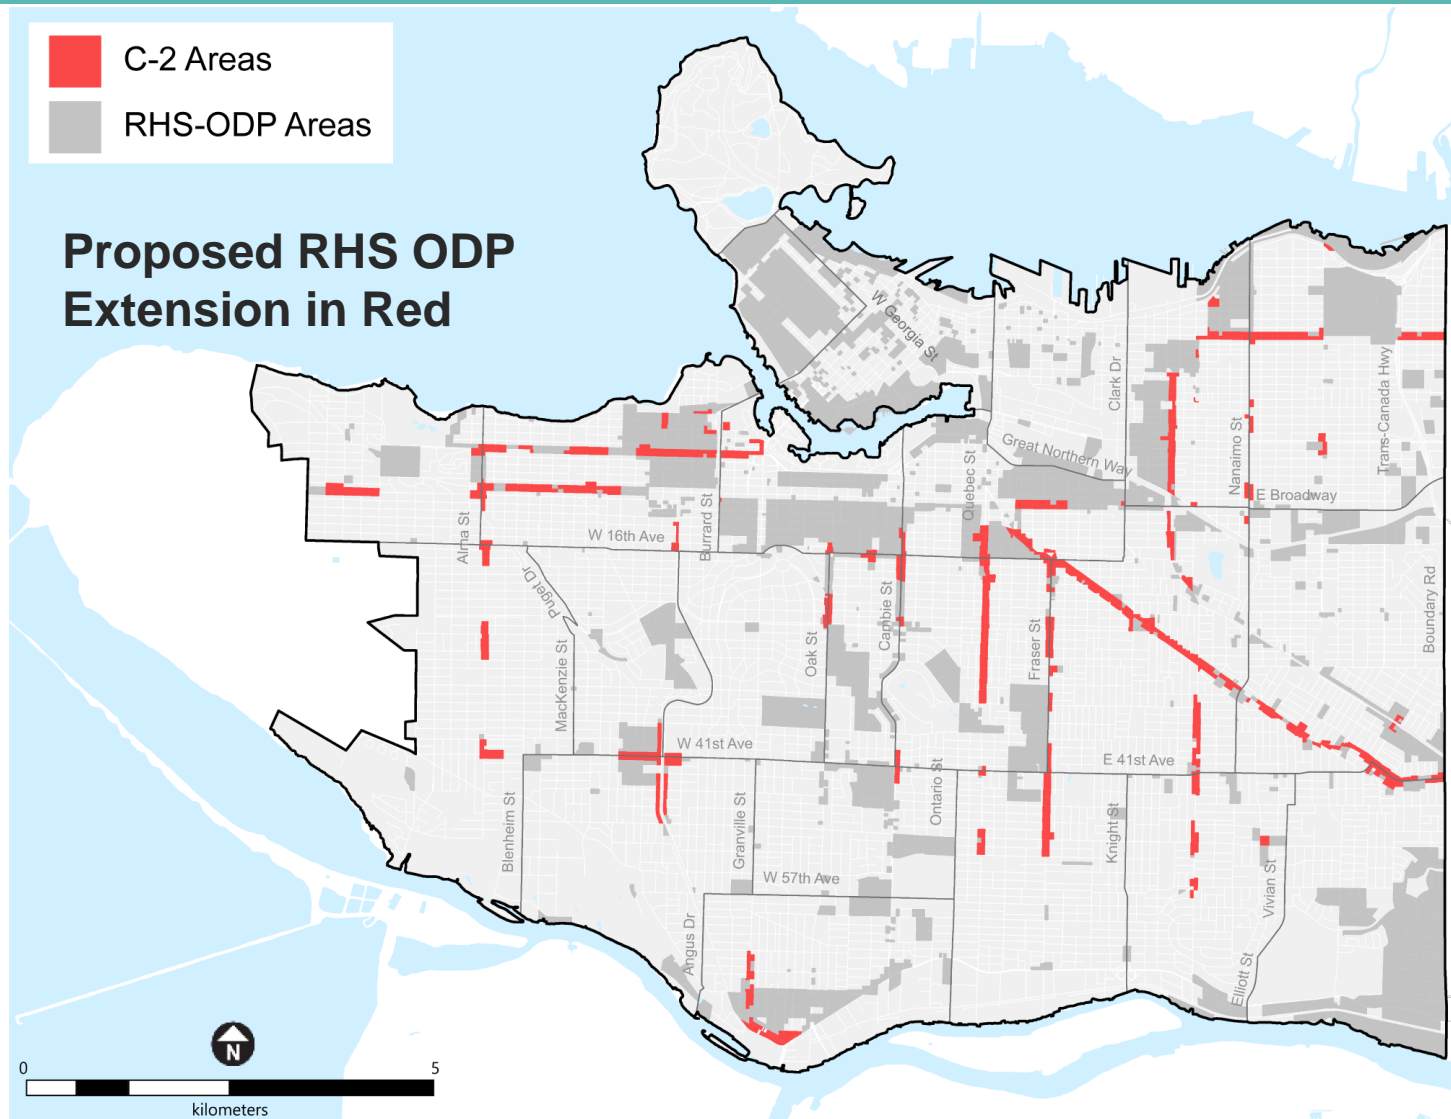 C-2 Areas
RHS-ODP Areas
Proposed RHS ODP
Extension in Red
W Georgia St
Clark Dr
Trans-Canada Hwy
Nanaimo St
Great Northern Way
Quebec St
E Broadway
Alma St
Burrard St
W 16th Ave
Puget Dr
MacKenzie St
Oak St
Cambie St
Fraser St
Boundary Rd
W 41st Ave
E 41st Ave
Ontario St
Blenheim St
Granville St
Knight St
W 57th Ave
Vivian St
Angus Dr
Elliott St
N
0 5
kilometers